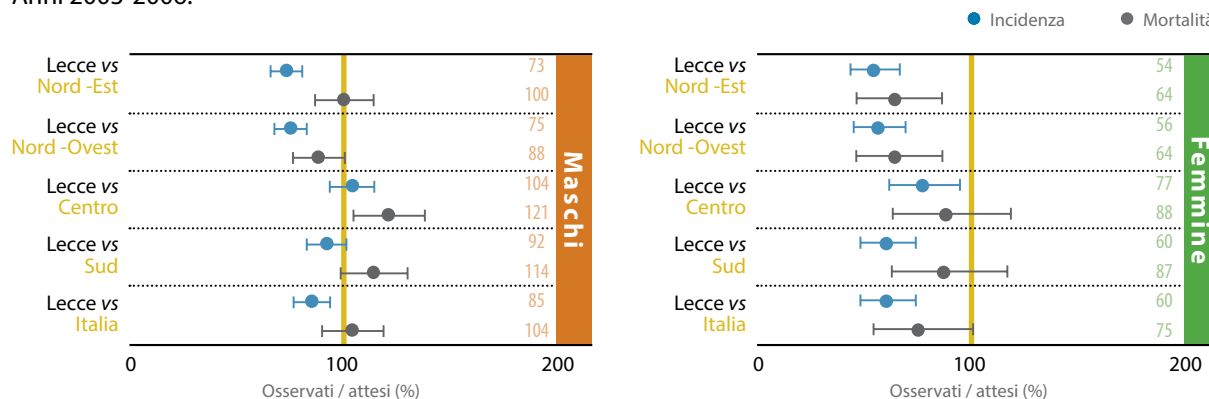 Anni 2003-2006.
Incidenza
Mortalità
Lecce vs
Nord -Est
73
100
Lecce vs
Nord -Ovest
75
88
Lecce vs
Centro
104
121
Lecce vs
Sud
92
114
Lecce vs
Italia
85
104
Maschi
0
100
200
Osservati / attesi (%)
Lecce vs
Nord -Est
54
64
Lecce vs
Nord -Ovest
56
64
Lecce vs
Centro
77
88
Lecce vs
Sud
60
87
Lecce vs
Italia
60
75
Femmine
0
100
200
Osservati / attesi (%)